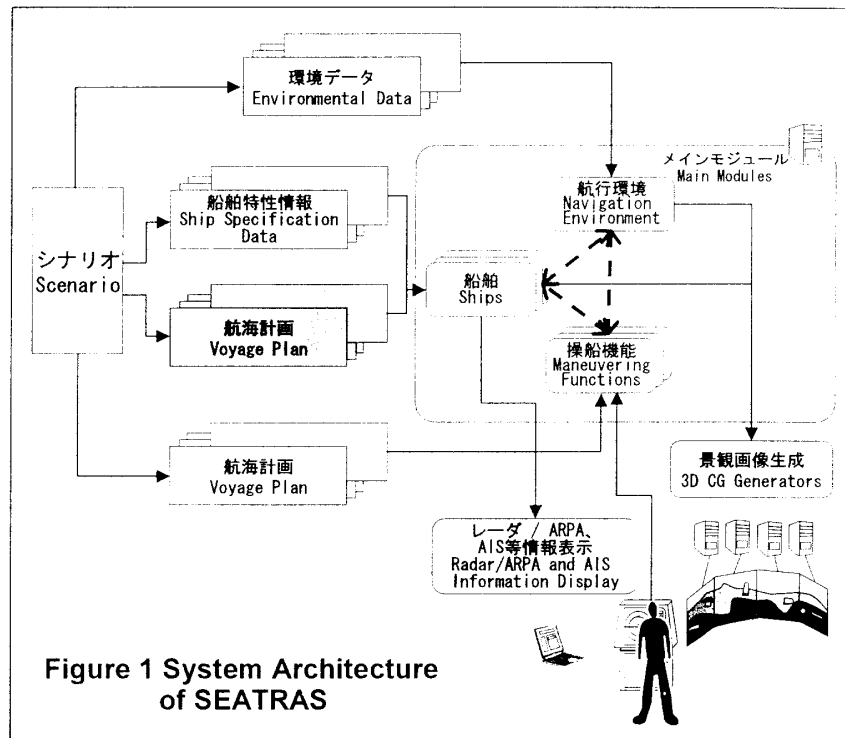 環境データ
Environmental Data
メインモジュール
Main Modules
航行環境
Navigation
Environment
船舶特性情報
Ship Specification
Data
シナリオ
Scenario
船舶
Ships
航海計画
Voyage Plan
操船機能
Maneuvering
Functions
航海計画
Voyage Plan
景観画像生成
3D CG Generators
レーダ / ARPA、
AIS等情報表示
Radar/ARPA and AIS
Information Display
Figure 1 System Architecture
of SEATRAS